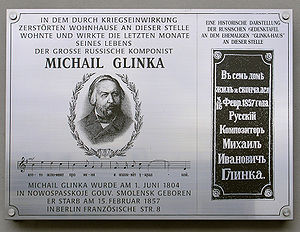 IN DEM DURCH KRIEGSEINWIRKUNG
ZERSTÖRTEN WOHNHAUSE AN DIESER STELLE
WOHNTE UND WIRKTE DIE LETZTEN MONATE
SEINES LEBENS
DER GROSSE RUSSISCHE KOMPONIST
MICHAIL GLINKA
MICHAIL GLINKA WURDE AM 1. JUNI 1804
IN NOWOSPASSKOJE GOUV. SMOLENSK GEBOREN
ER STARB AM 15. FEBRUAR 1857
IN BERLIN FRANZÖSISCHE STR. 8
EINE HISTORISCHE DARSTELLUNG
DER RUSSISCHEN GEDENKTAFEL
AN DEM EHEMALIGEN "GLINKA-HAUS"
AN DIESER STELLE
Въ семъ домѣ
жилъ и скончался
Февр. 1857 года
Русскій
Композиторъ
Михаилъ
Ивановичъ
Глинка.